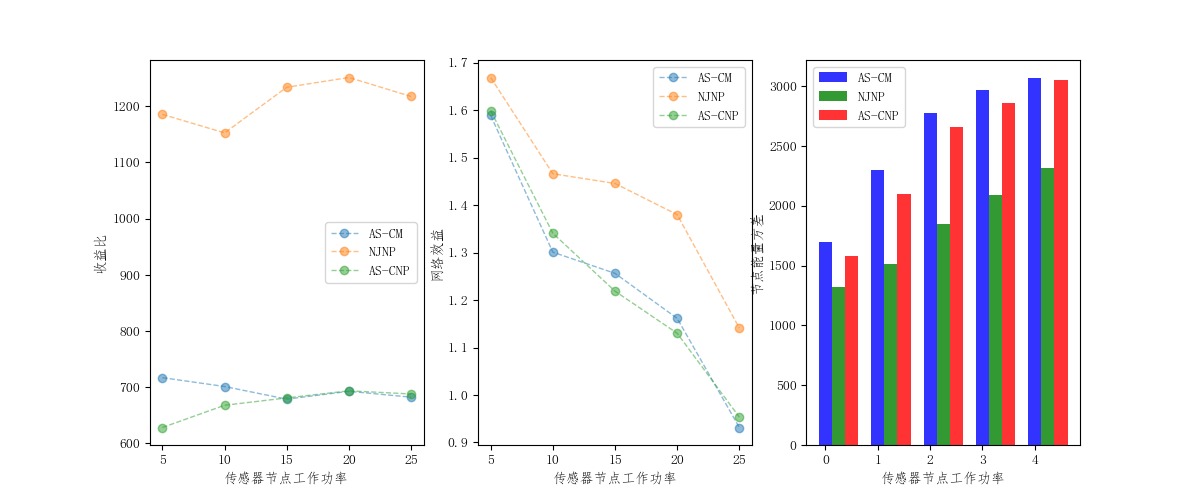 1200
1100
1000
900
800
700
600
收益比
5 10 15 20 25
传感器节点工作功率
AS-CM
NJNP
AS-CNP
1.7
1.6
1.5
1.4
1.3
1.2
1.1
1.0
0.9
网络效益
5 10 15 20 25
传感器节点工作功率
AS-CM
NJNP
AS-CNP
3000
2500
2000
1500
1000
500
0
节点能量方差
0 1 2 3 4
传感器节点工作功率
AS-CM
NJNP
AS-CNP